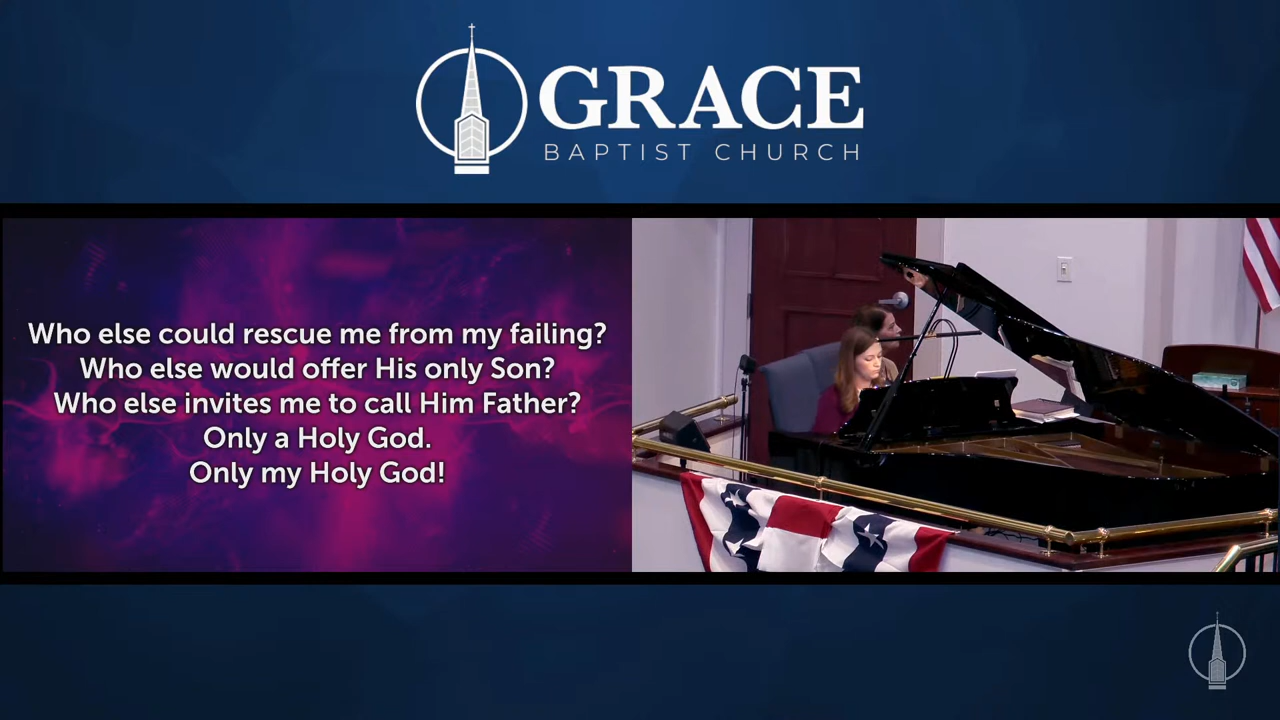 GRACE
BAPTIST CHURCH
Who else could rescue me from my failing?
Who else would offer His only Son?
Who else invites me to call Him Father?
Only a Holy God.
Only my Holy God!